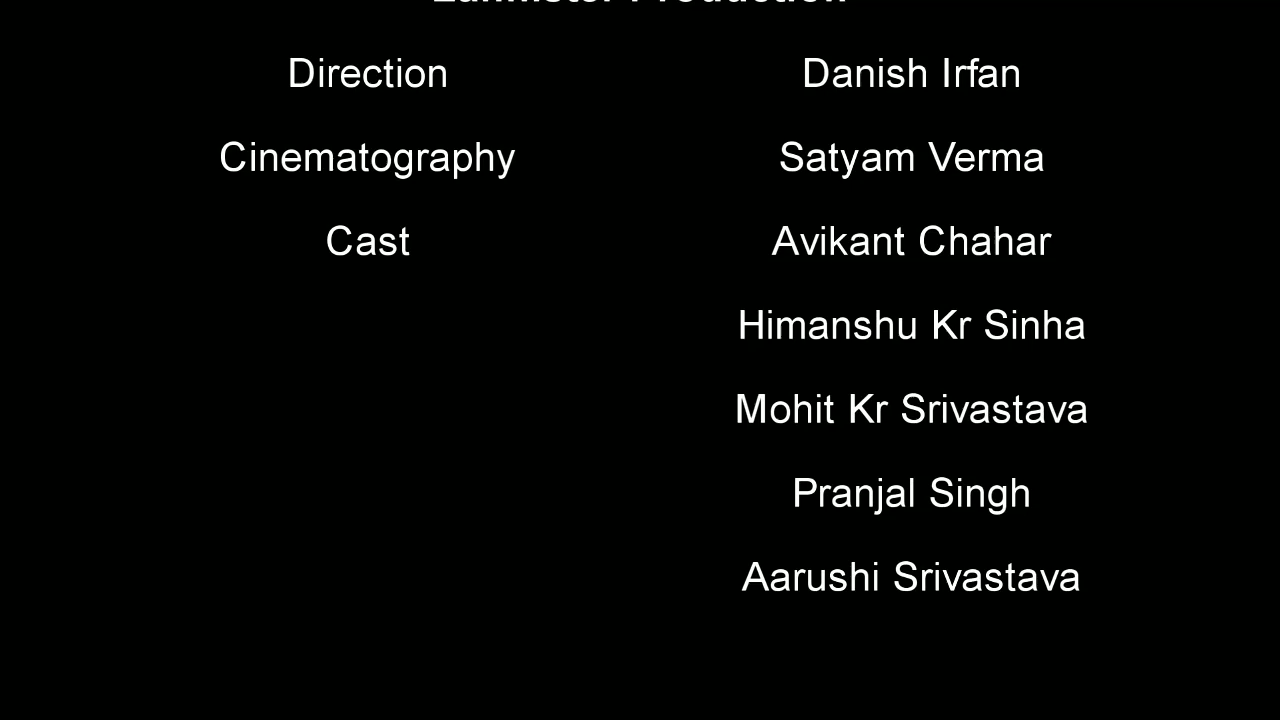 Production
Direction Danish Irfan
Cinematography Satyam Verma
Cast Avikant Chahar
Himanshu Kr Sinha
Mohit Kr Srivastava
Pranjal Singh
Aarushi Srivastava